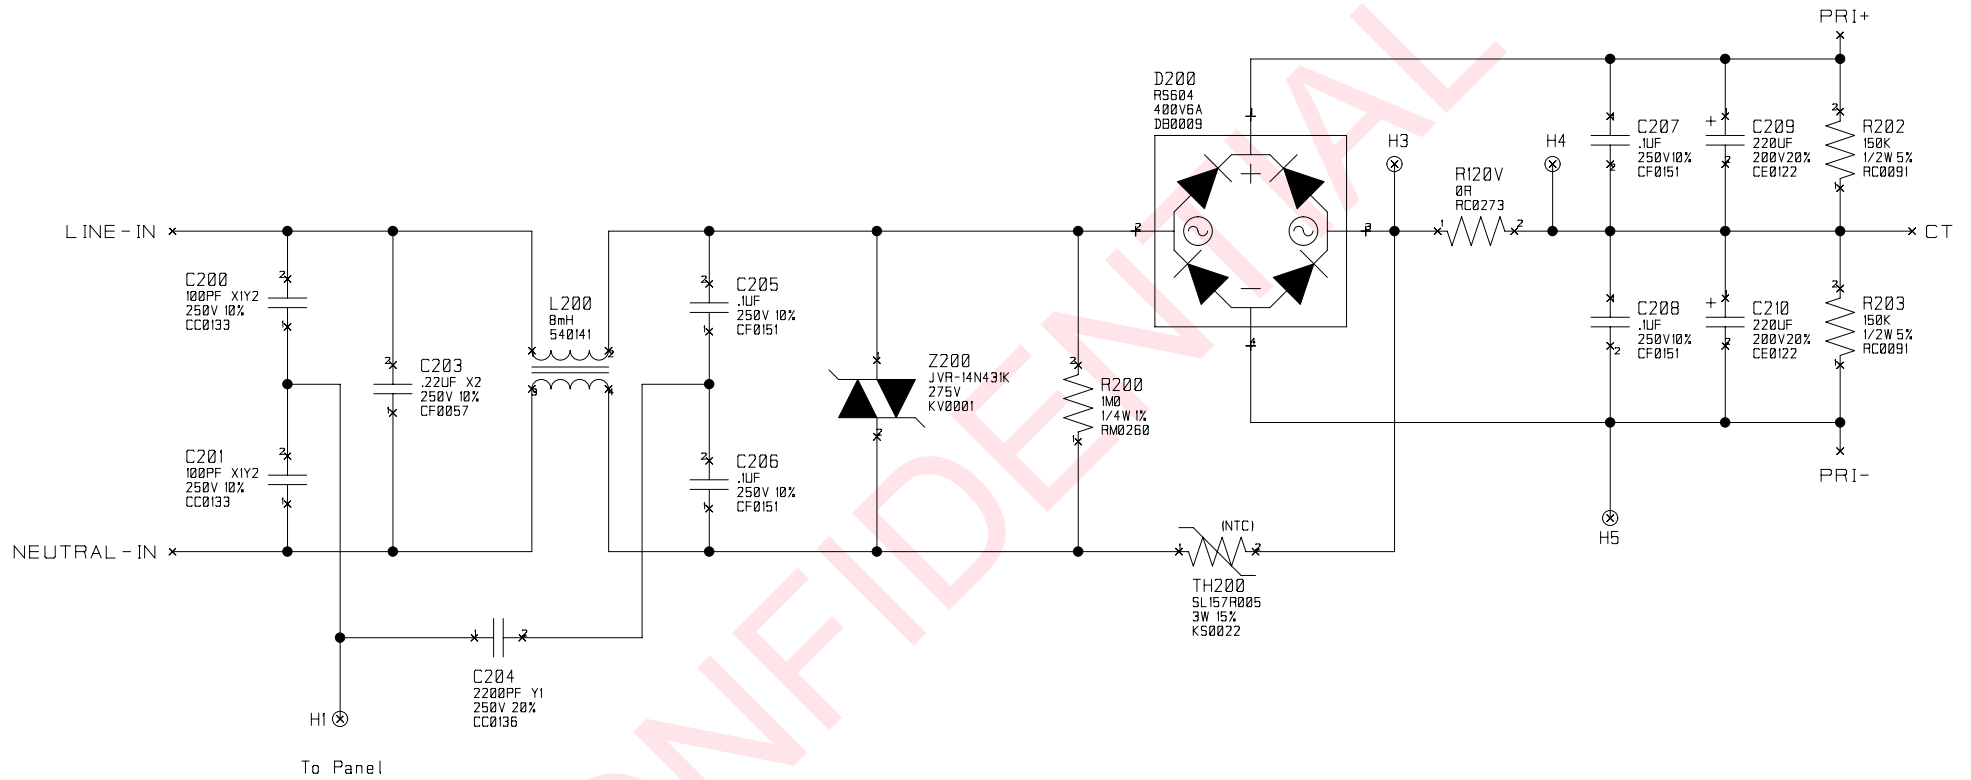 PRI+
D200
RS604
400V6A
DB0009
H3
H4
R120V
0R
RC0273
C207
.1UF
250V10%
CF0151
C209
220UF
200V20%
CE0122
R202
150K
1/2W 5%
RC0091
LINE-IN
CT
C200
100PF X1Y2
250V 10%
CC0133
L200
8mH
540141
C205
.1UF
250V 10%
CF0151
C203
.22UF X2
250V 10%
CF0057
Z200
JVR-14N431K
275V
KV0001
R200
1M0
1/4W 1%
RM0260
C208
.1UF
250V10%
CF0151
C210
220UF
200V20%
CE0122
R203
150K
1/2W 5%
RC0091
C201
100PF X1Y2
250V 10%
CC0133
C206
.1UF
250V 10%
CF0151
PRI-
NEUTRAL-IN
(NTC)
H5
TH200
SL157R005
3W 15%
KS0022
C204
2200PF Y1
250V 20%
CC0136
H1
To Panel
ONFIDENTIAL